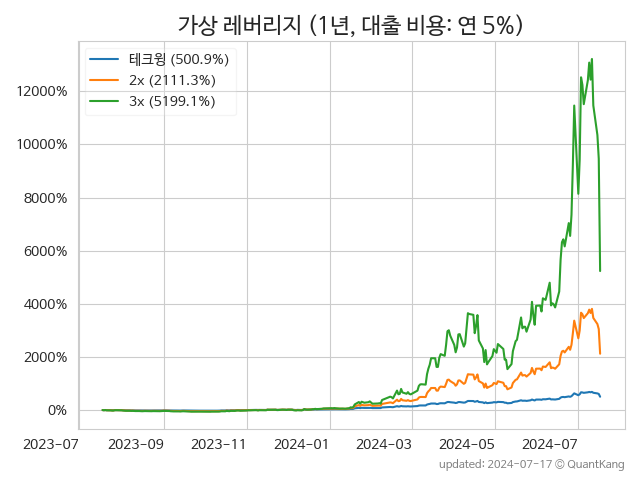 가상 레버리지 (1년, 대출 비용: 연 5%)
테크윙 (500.9%)
2x (2111.3%)
3x (5199.1%)
12000%
10000%
8000%
6000%
4000%
2000%
0%
2023-07 2023-09 2023-11 2024-01 2024-03 2024-05 2024-07
updated: 2024-07-17 © QuantKang